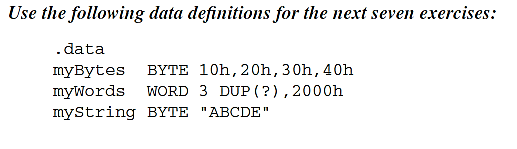 Use the following data definitions for the next seven exercises:
.data
myBytes BYTE 10h,20h,30h,40h
myWords WORD 3 DUP(?),2000h
myString BYTE "ABCDE"